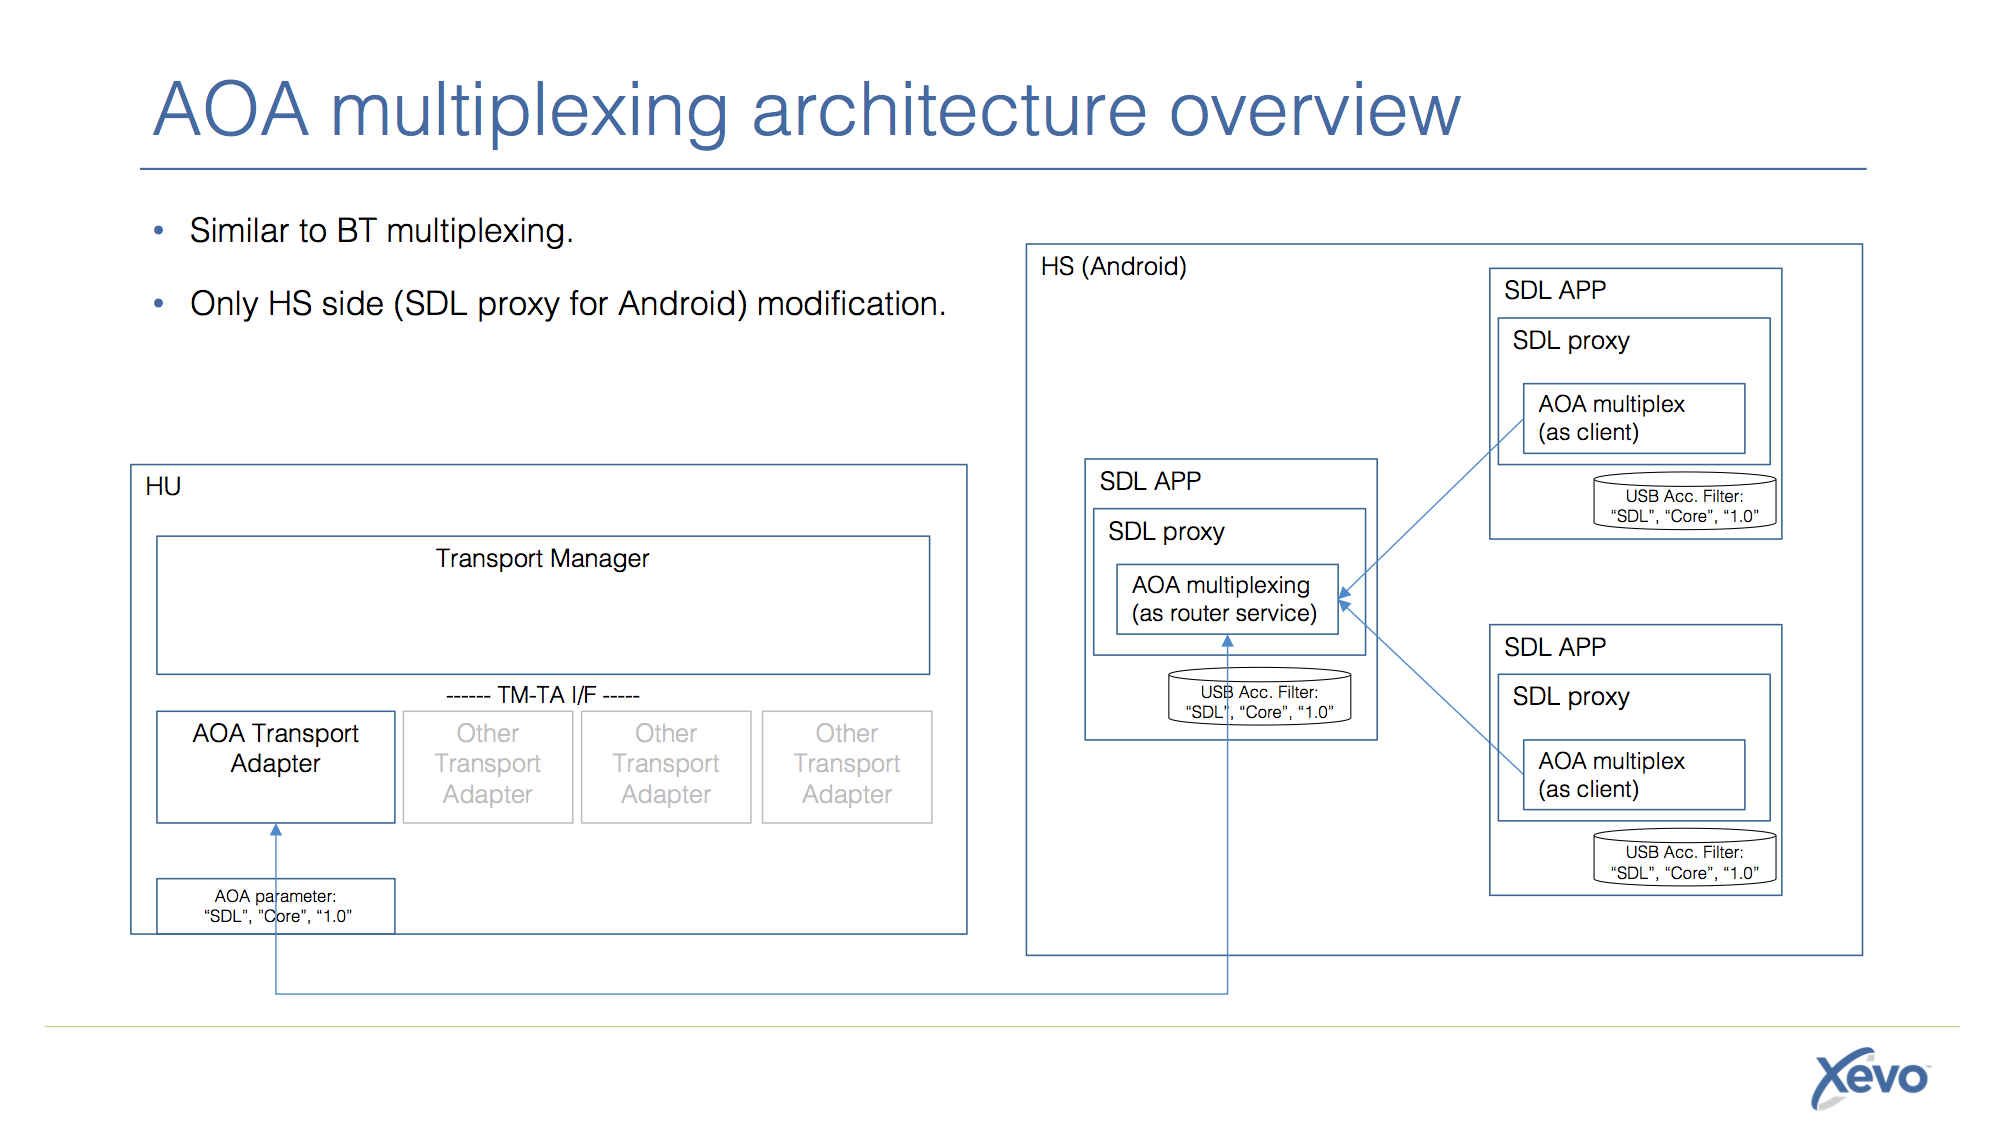 AOA multiplexing architecture overview
• Similar to BT multiplexing.
• Only HS side (SDL proxy for Android) modification.
HU
Transport Manager
------ TM-TA I/F -----
AOA Transport
Adapter
Other
Transport
Adapter
Other
Transport
Adapter
Other
Transport
Adapter
AOA parameter:
“SDL”, ”Core”, “1.0”
HS (Android)
SDL APP
SDL proxy
AOA multiplexing
(as router service)
USB Acc. Filter:
“SDL”, “Core”, “1.0”
SDL APP
SDL proxy
AOA multiplex
(as client)
USB Acc. Filter:
“SDL”, “Core”, “1.0”
SDL APP
SDL proxy
AOA multiplex
(as client)
USB Acc. Filter:
“SDL”, “Core”, “1.0”
Xevo™